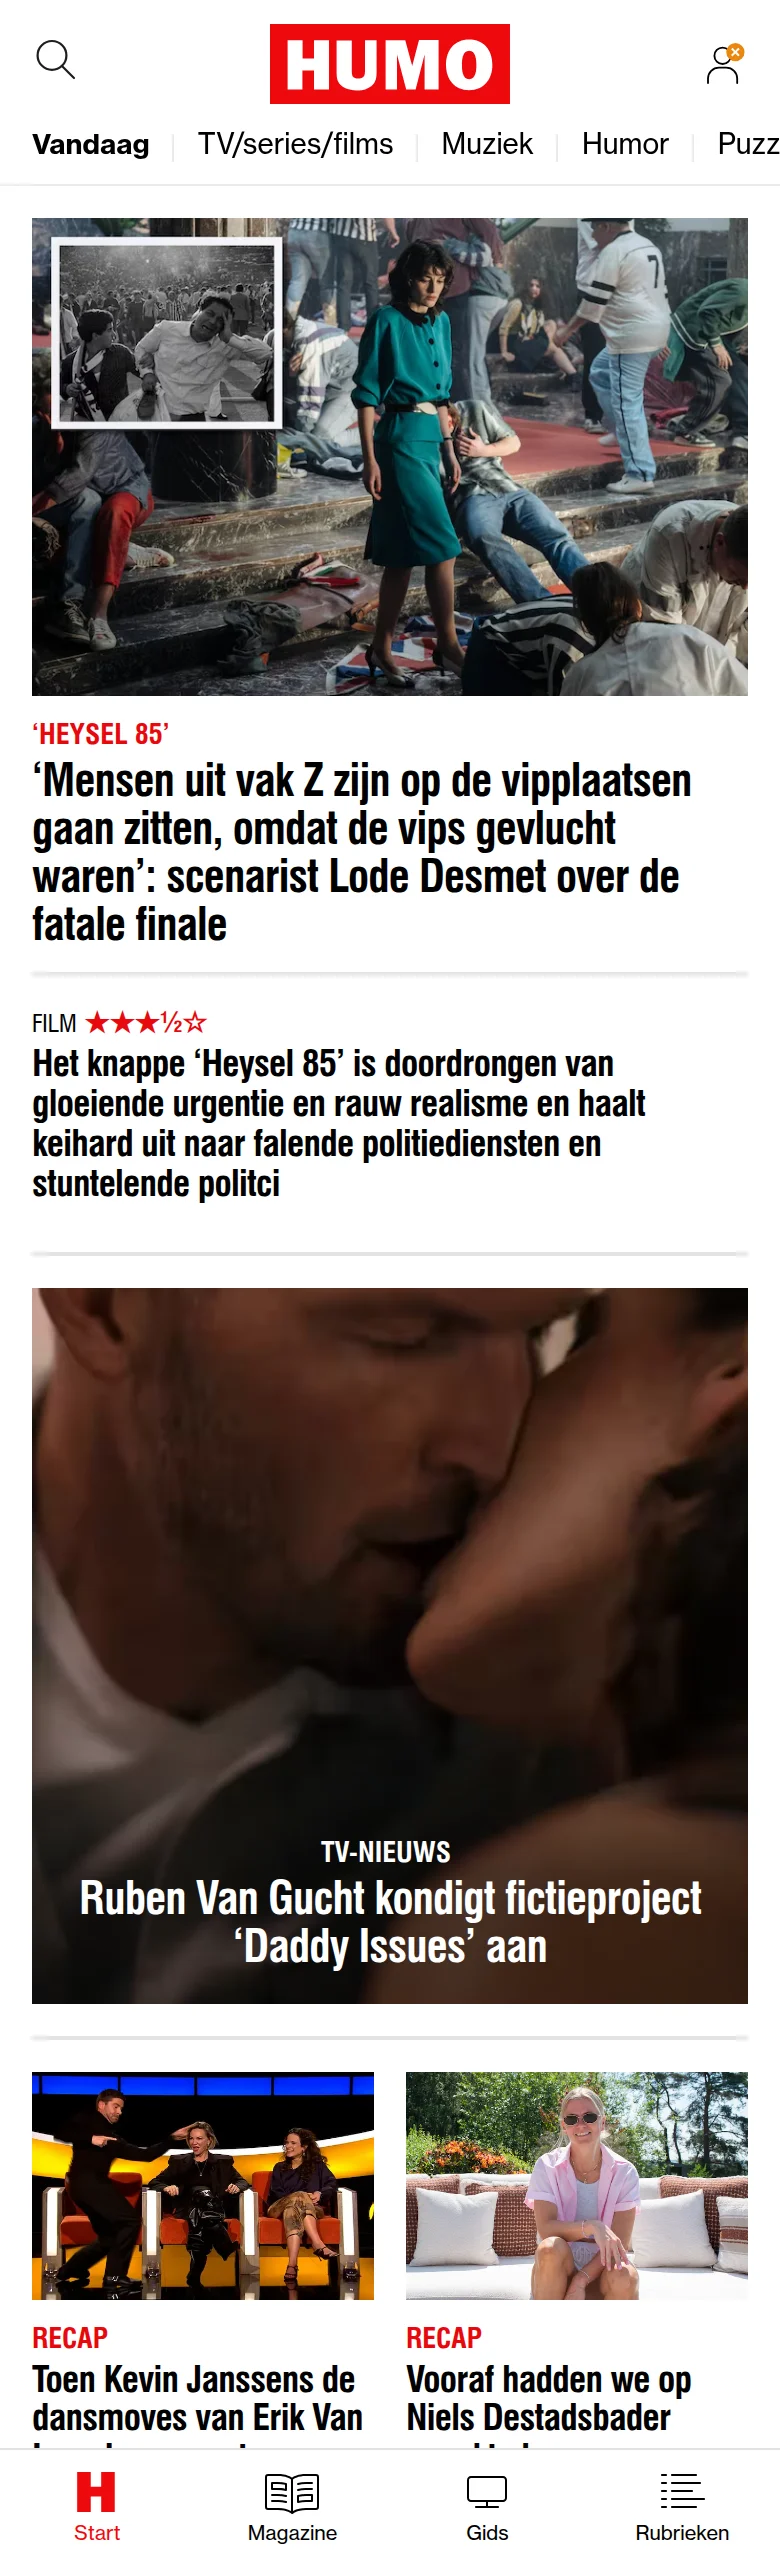 HUMO
Vandaag
TV/series/films
Muziek
Humor
Puzz
7
‘HEYSEL 85’
‘Mensen uit vak Z zijn op de vipplaatsen
gaan zitten, omdat de vips gevlucht
waren’: scenarist Lode Desmet over de
fatale finale
FILM ★★★½☆
Het knappe ‘Heysel 85’ is doordrongen van
gloeiende urgentie en rauw realisme en haalt
keihard uit naar falende politiediensten en
stuntelende politci
TV-NIEUWS
Ruben Van Gucht kondigt fictieproject
‘Daddy Issues’ aan
RECAP
Toen Kevin Janssens de
dansmoves van Erik Van
RECAP
Vooraf hadden we op
Niels Destadsbader
H
Start
Magazine
Gids
Rubrieken